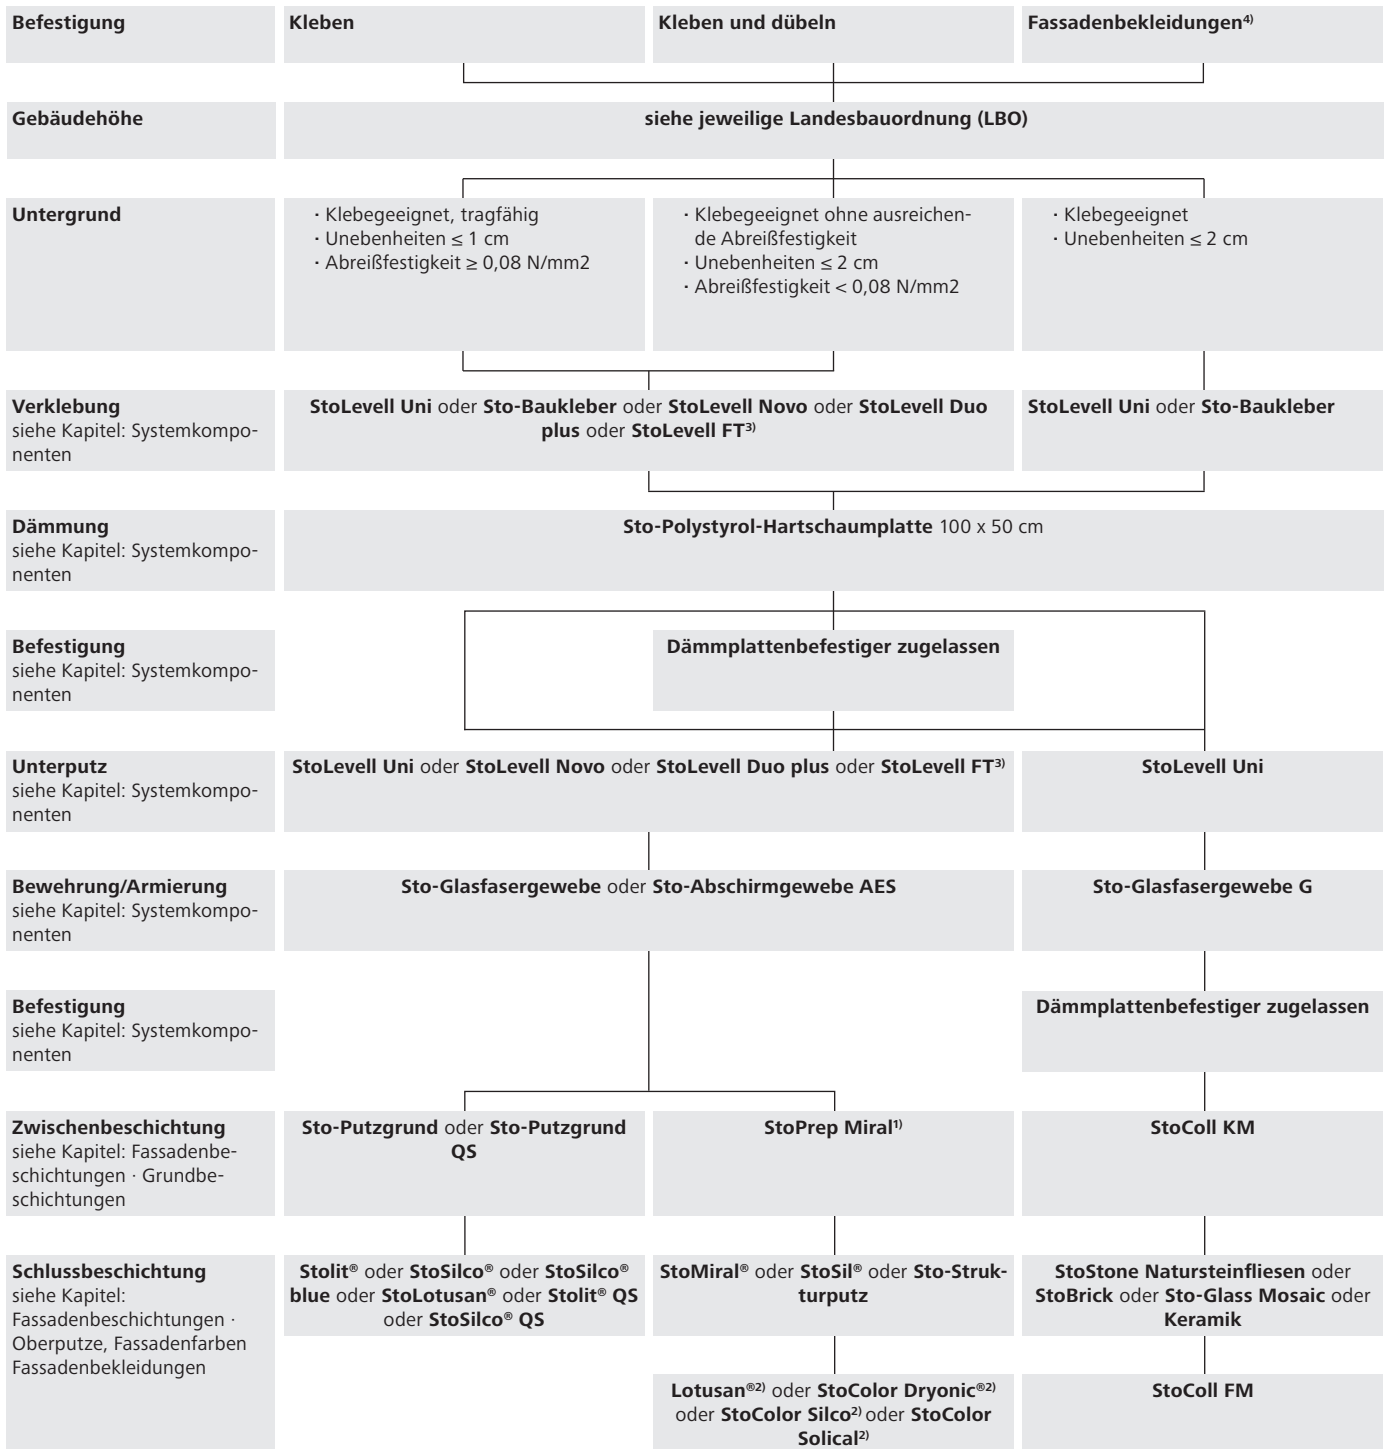 Befestigung
Kleben
Kleben und dübeln
Fassadenbekleidungen⁴⁾
Gebäudehöhe
siehe jeweilige Landesbauordnung (LBO)
Untergrund
· Klebegeeignet, tragfähig
· Unebenheiten ≤ 1 cm
· Abreißfestigkeit ≥ 0,08 N/mm2
· Klebegeeignet ohne ausreichen-
de Abreißfestigkeit
· Unebenheiten ≤ 2 cm
· Abreißfestigkeit < 0,08 N/mm2
· Klebegeeignet
· Unebenheiten ≤ 2 cm
Verklebung
siehe Kapitel: Systemkompo-
nenten
StoLevell Uni oder Sto-Baukleber oder StoLevell Novo oder StoLevell Duo
plus oder StoLevell FT³⁾
StoLevell Uni oder Sto-Baukleber
Dämmung
siehe Kapitel: Systemkompo-
nenten
Sto-Polystyrol-Hartschaumplatte 100 x 50 cm
Befestigung
siehe Kapitel: Systemkompo-
nenten
Dämmplattenbefestiger zugelassen
Unterputz
siehe Kapitel: Systemkompo-
nenten
StoLevell Uni oder StoLevell Novo oder StoLevell Duo plus oder StoLevell FT³⁾
StoLevell Uni
Bewehrung/Armierung
siehe Kapitel: Systemkompo-
nenten
Sto-Glasfasergewebe oder Sto-Abschirmgewebe AES
Sto-Glasfasergewebe G
Befestigung
siehe Kapitel: Systemkompo-
nenten
Dämmplattenbefestiger zugelassen
Zwischenbeschichtung
siehe Kapitel: Fassadenbe-
schichtungen · Grundbe-
schichtungen
Sto-Putzgrund oder Sto-Putzgrund
QS
StoPrep Miral¹⁾
StoColl KM
Schlussbeschichtung
siehe Kapitel:
Fassadenbeschichtungen ·
Oberputze, Fassadenfarben
Fassadenbekleidungen
Stolit® oder StoSilco® oder StoSilco®
blue oder StoLotusan® oder Stolit® QS
oder StoSilco® QS
StoMiral® oder StoSil® oder Sto-Struk-
turputz
StoStone Natursteinfliesen oder
StoBrick oder Sto-Glass Mosaic oder
Keramik
Lotusan®²⁾ oder StoColor Dryonic®²⁾
oder StoColor Silco²⁾ oder StoColor
Solical²⁾
StoColl FM